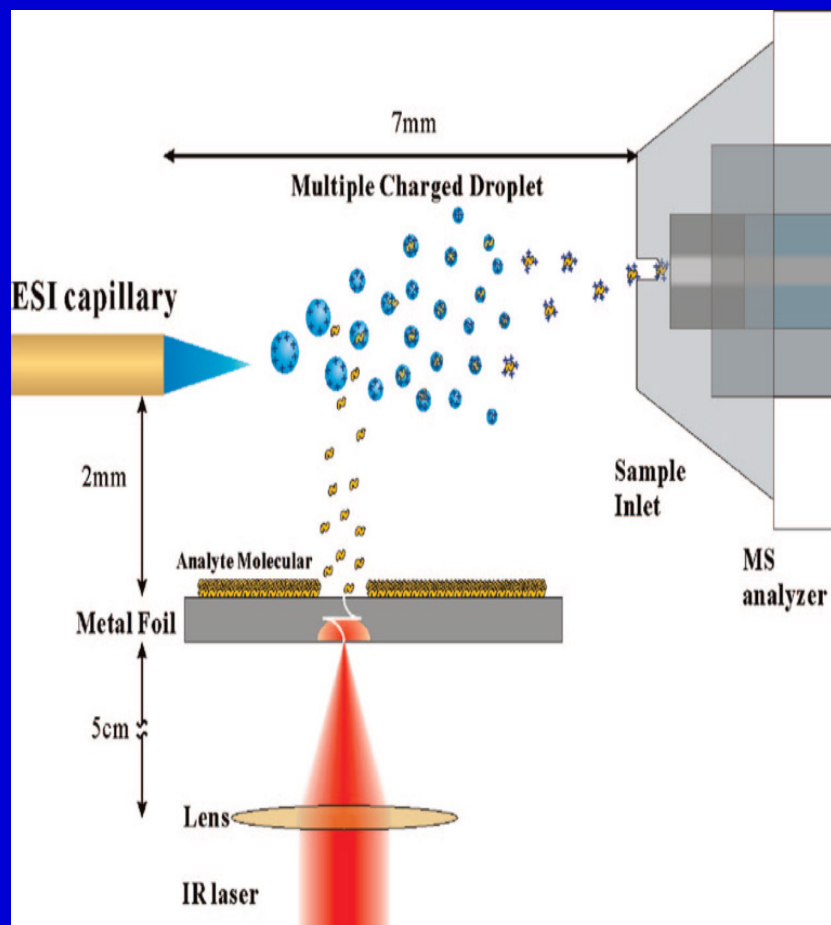 7mm
Multiple Charged Droplet
ESI capillary
2mm
Sample
Inlet
Analyte Molecular
MS
analyzer
Metal Foil
5cm
Lens
IR laser